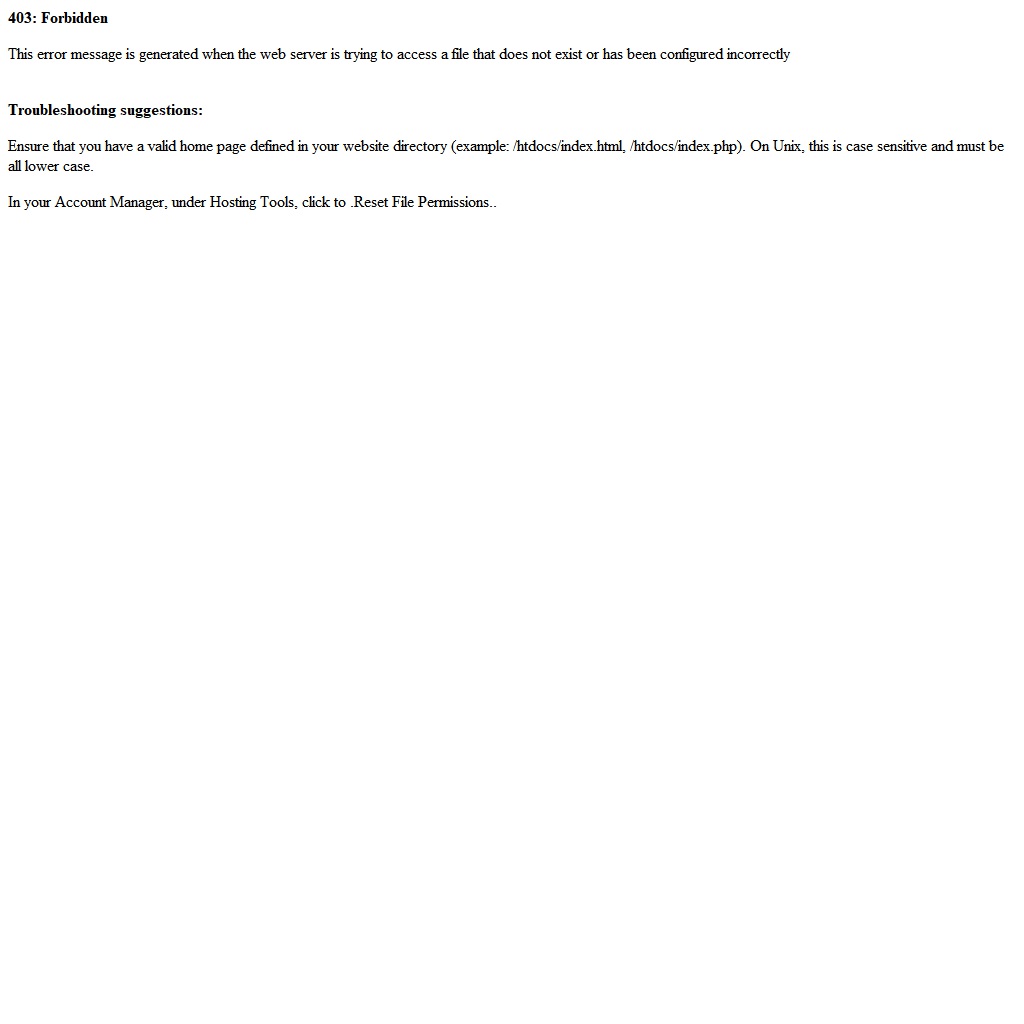 403: Forbidden
This error message is generated when the web server is trying to access a file that does not exist or has been configured incorrectly
Troubleshooting suggestions:
Ensure that you have a valid home page defined in your website directory (example: /htdocs/index.html, /htdocs/index.php). On Unix, this is case sensitive and must be
all lower case.
In your Account Manager, under Hosting Tools, click to .Reset File Permissions..